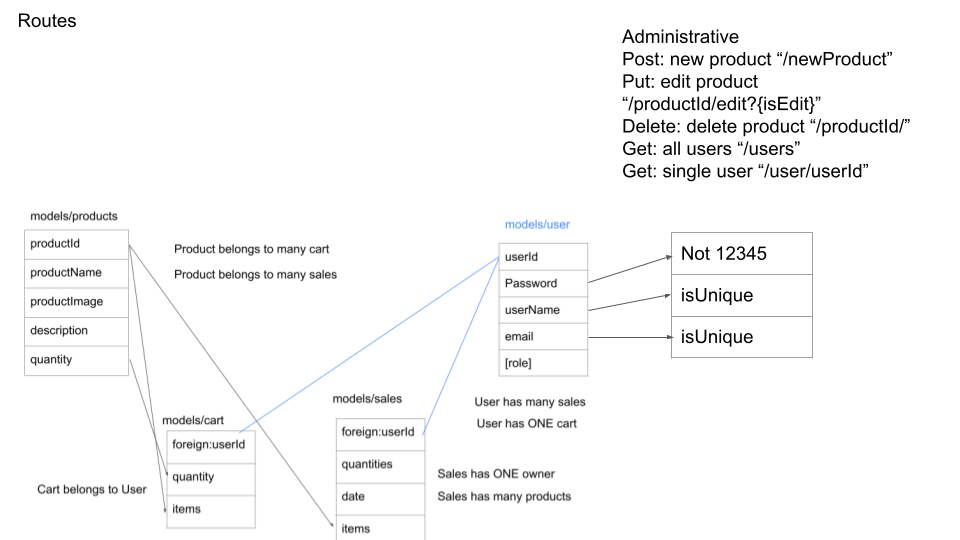 Routes
Administrative
Post: new product “/newProduct”
Put: edit product
“/productId/edit?{isEdit}”
Delete: delete product “/productId/”
Get: all users “/users”
Get: single user “/user/userId”
models/products
productId
productName
productImage
description
quantity
Product belongs to many cart
Product belongs to many sales
models/user
userId
Password
userName
email
[role]
Not 12345
isUnique
isUnique
User has many sales
User has ONE cart
models/cart
foreign:userId
quantity
items
Cart belongs to User
models/sales
foreign:userId
quantities
date
items
Sales has ONE owner
Sales has many products